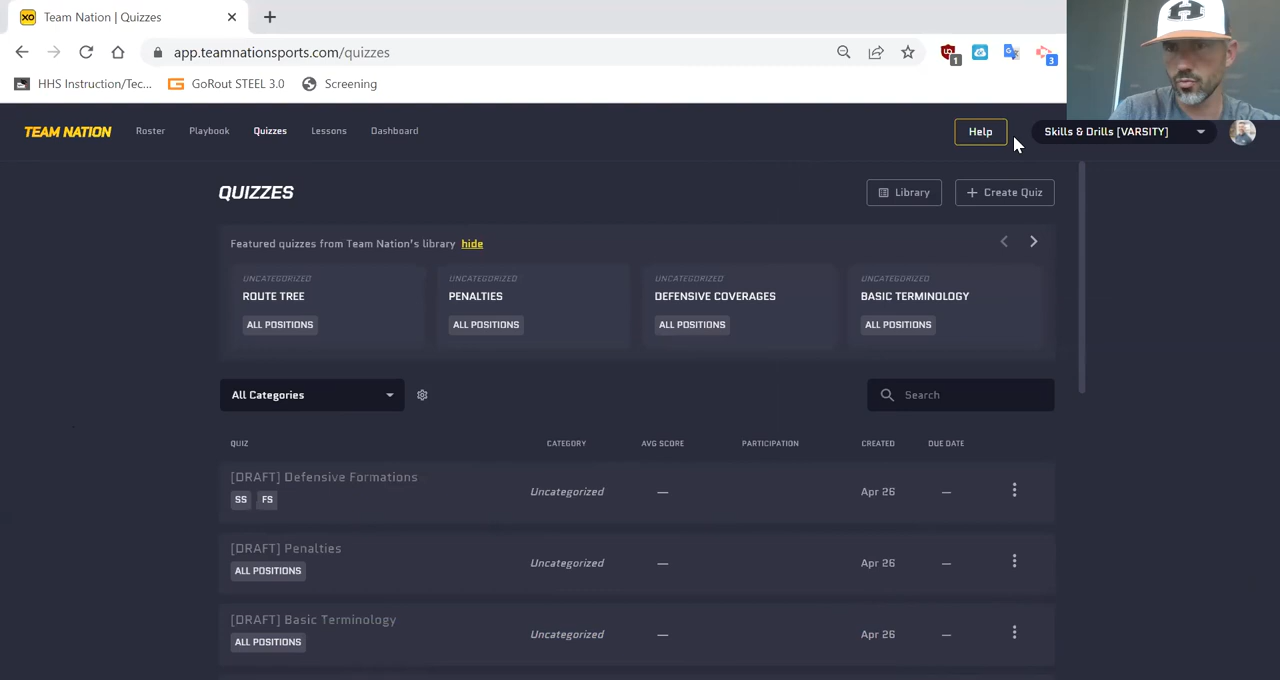 XO Team Nation | Quizzes
app.teamnationsports.com/quizzes
1
3
HHS Instruction/Tec...
GoRout STEEL 3.0
Screening
H
TEAM NATION
Roster
Playbook
Quizzes
Lessons
Dashboard
Help
Skills & Drills [VARSITY]
QUIZZES
Library
+ Create Quiz
Featured quizzes from Team Nation's library hide
UNCATEGORIZED
ROUTE TREE
ALL POSITIONS
UNCATEGORIZED
PENALTIES
ALL POSITIONS
UNCATEGORIZED
DEFENSIVE COVERAGES
ALL POSITIONS
UNCATEGORIZED
BASIC TERMINOLOGY
ALL POSITIONS
All Categories
Search
QUIZ CATEGORY AVG SCORE PARTICIPATION CREATED DUE DATE
[DRAFT] Defensive Formations
SS FS
Uncategorized — Apr 26 —
[DRAFT] Penalties
ALL POSITIONS
Uncategorized — Apr 26 —
[DRAFT] Basic Terminology
ALL POSITIONS
Uncategorized — Apr 26 —